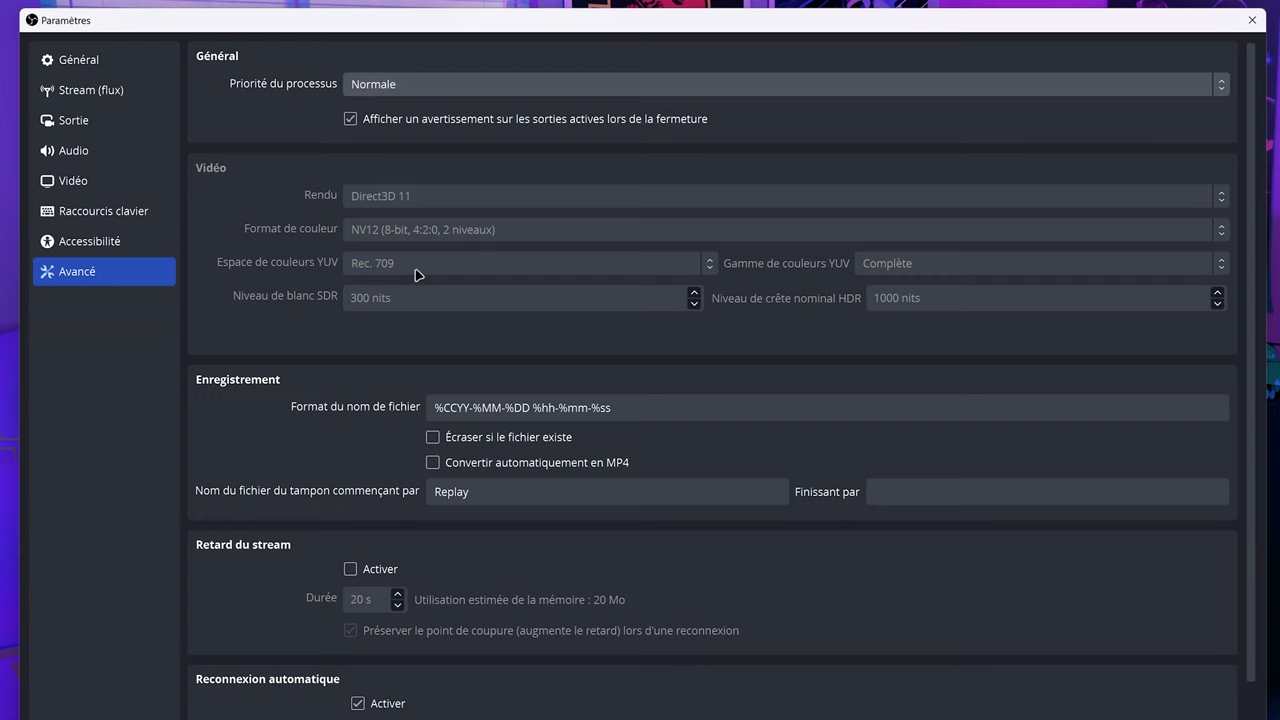 Paramètres
Général
Stream (flux)
Sortie
Audio
Vidéo
Raccourcis clavier
Accessibilité
Avancé
Général
Priorité du processus Normale
Afficher un avertissement sur les sorties actives lors de la fermeture
Vidéo
Rendu Direct3D 11
Format de couleur NV12 (8-bit, 4:2:0, 2 niveaux)
Espace de couleurs YUV Rec. 709 Gamme de couleurs YUV Complète
Niveau de blanc SDR 300 nits Niveau de crête nominal HDR 1000 nits
Enregistrement
Format du nom de fichier %CCYY-%MM-%DD %hh-%mm-%ss
Écraser si le fichier existe
Convertir automatiquement en MP4
Nom du fichier du tampon commençant par Replay Finissant par
Retard du stream
Activer
Durée 20 s Utilisation estimée de la mémoire : 20 Mo
Préserver le point de coupure (augmente le retard) lors d'une reconnexion
Reconnexion automatique
Activer